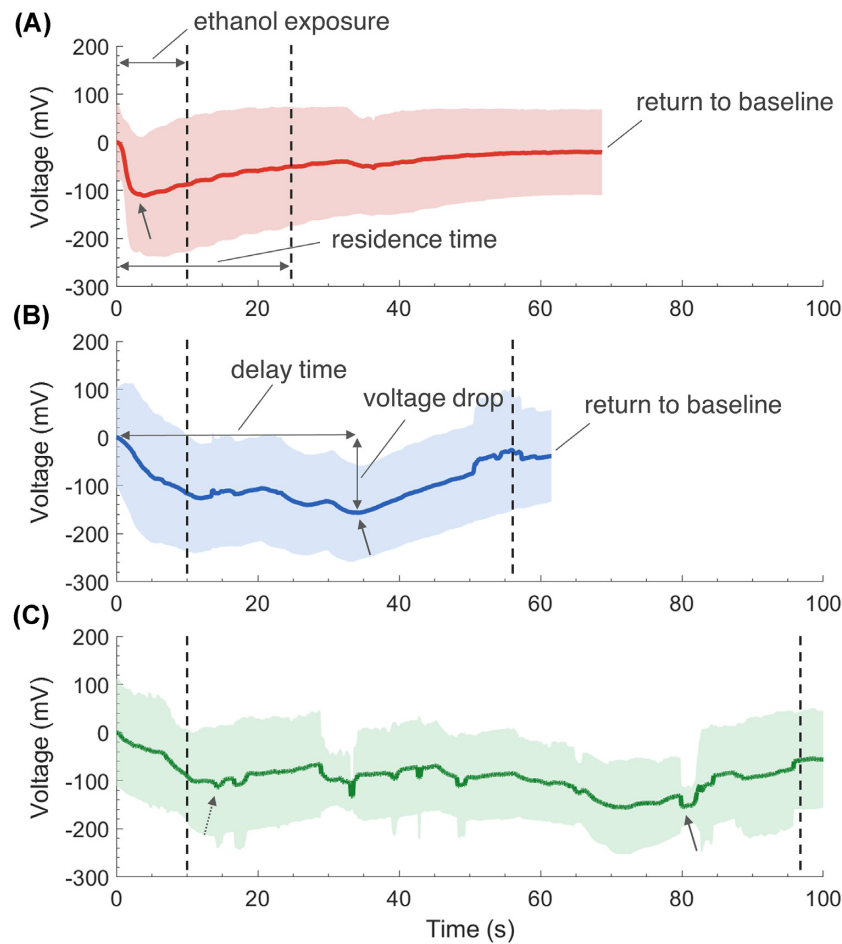 (A)
ethanol exposure
200
100
0
-100
-200
-300
Voltage (mV)
return to baseline
residence time
0 20 40 60 80 100
(B)
200
100
0
-100
-200
-300
Voltage (mV)
delay time
voltage drop
return to baseline
0 20 40 60 80 100
(C)
200
100
0
-100
-200
-300
Voltage (mV)
0 20 40 60 80 100
Time (s)